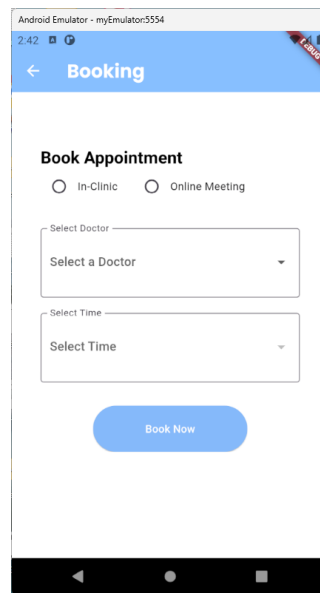 Android Emulator - myEmulator:5554
2:42
DEBUG
Booking
Book Appointment
In-Clinic Online Meeting
Select Doctor
Select a Doctor
Select Time
Select Time
Book Now